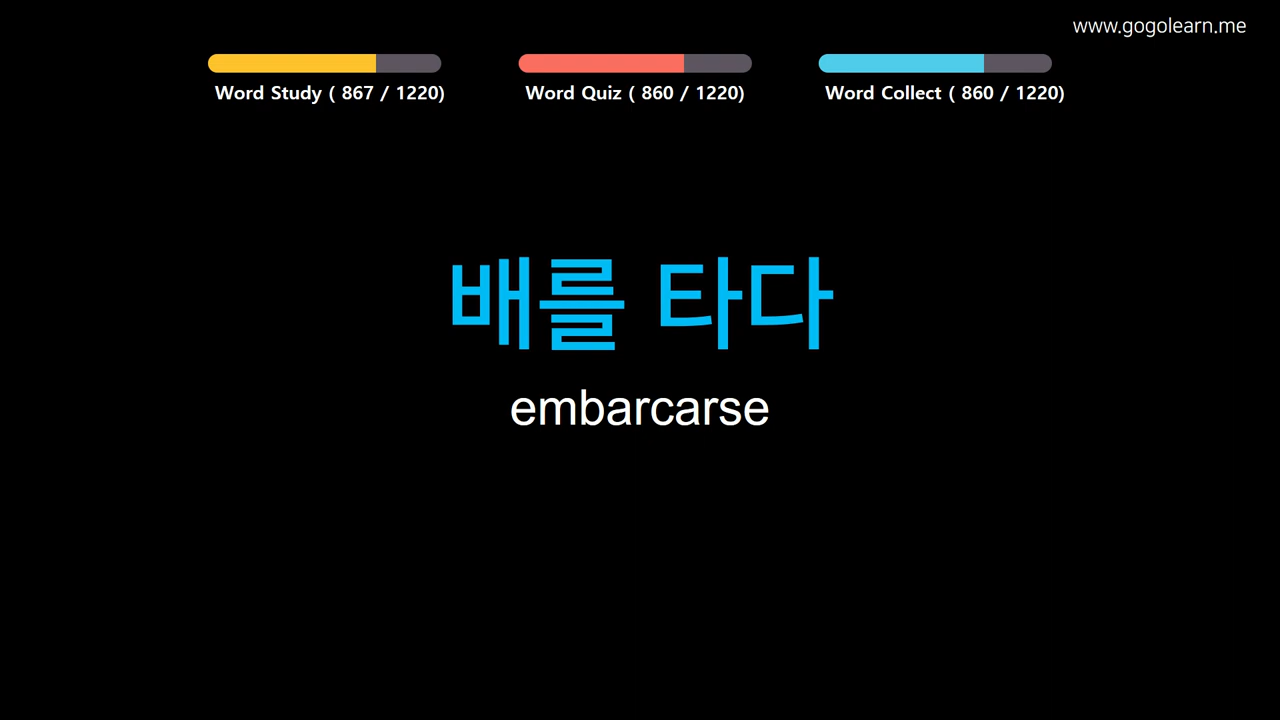 www.gogolearn.me
Word Study ( 867 / 1220)
Word Quiz ( 860 / 1220)
Word Collect ( 860 / 1220)
배를 타다
embarcarse